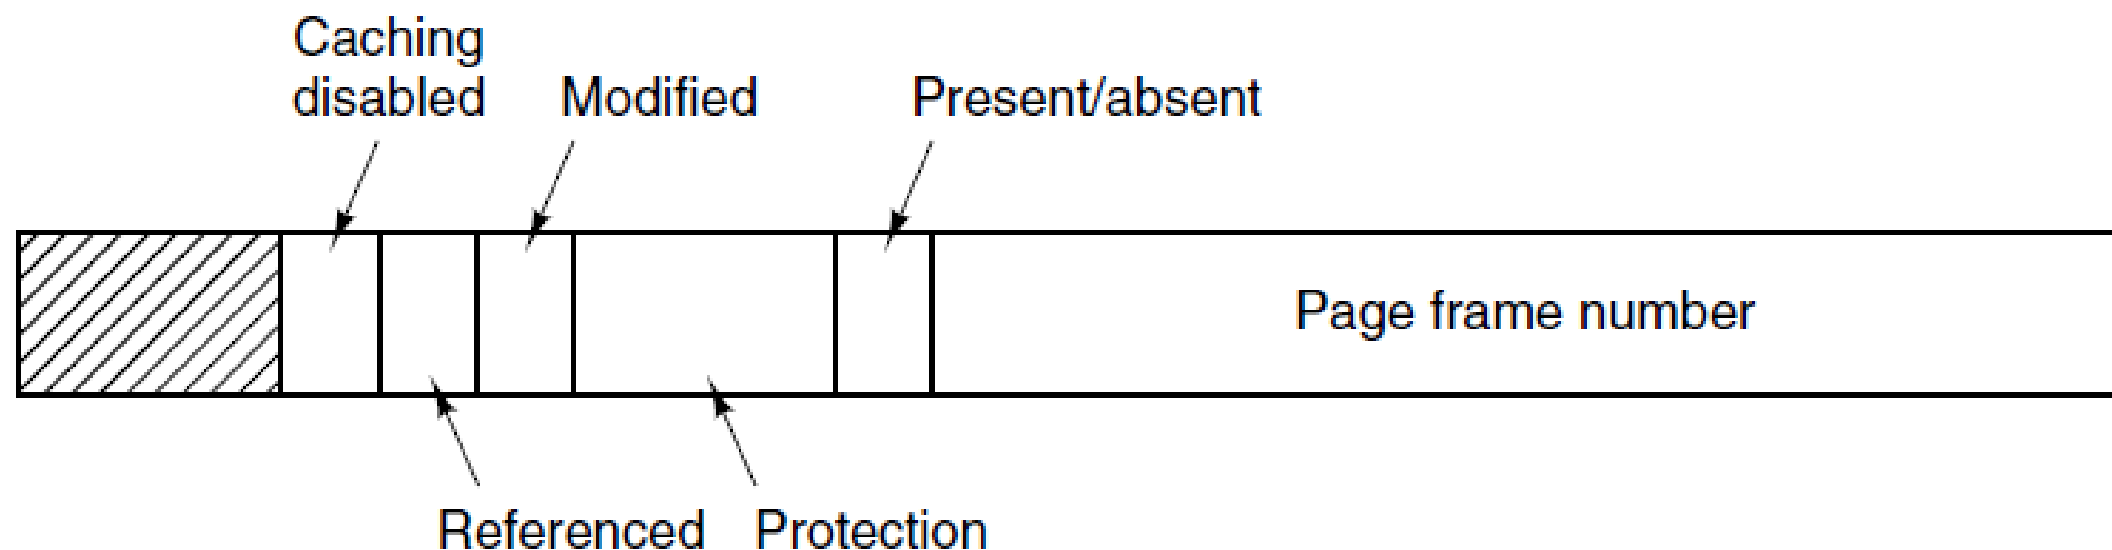 Caching
disabled
Modified
Present/absent
Page frame number
Referenced
Protection